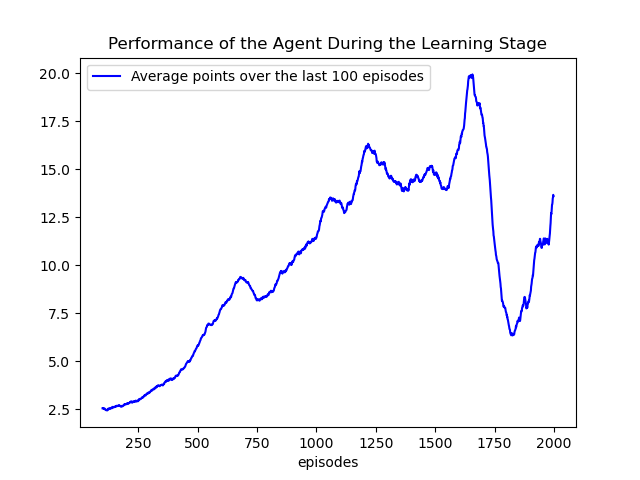 Performance of the Agent During the Learning Stage
Average points over the last 100 episodes
20.0
17.5
15.0
12.5
10.0
7.5
5.0
2.5
250 500 750 1000 1250 1500 1750 2000
episodes